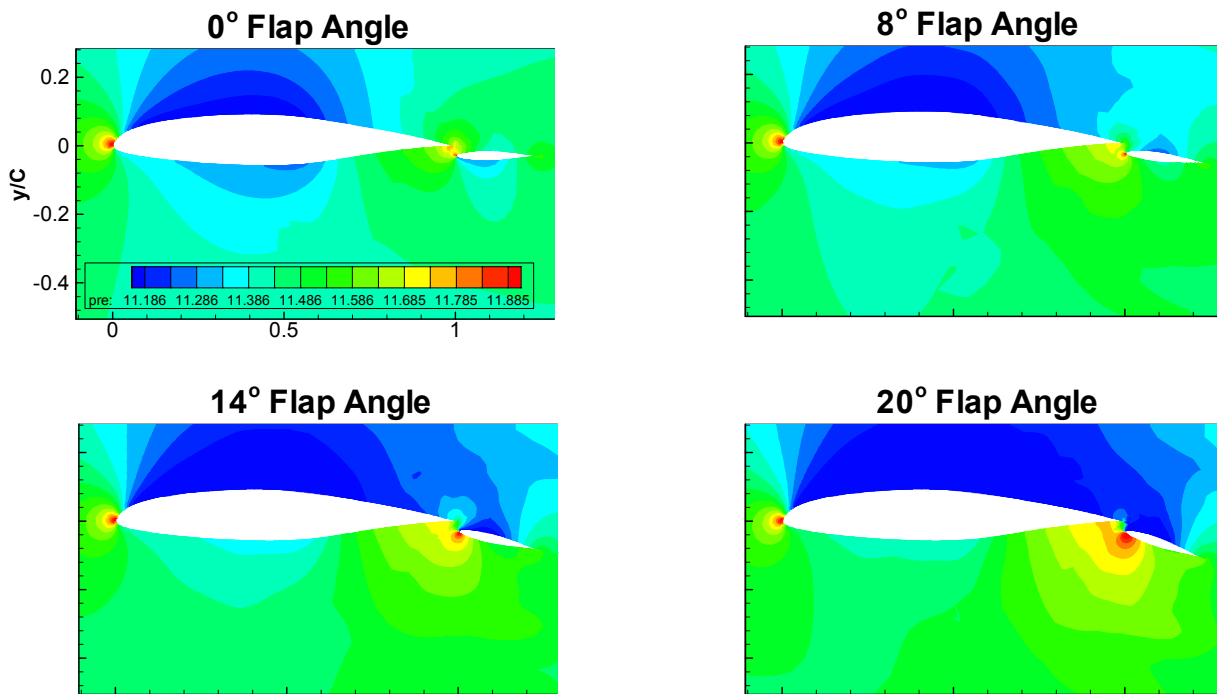 0° Flap Angle
8° Flap Angle
y/C
0.2
0
-0.2
-0.4
pre: 11.186 11.286 11.386 11.486 11.586 11.685 11.785 11.885
0 0.5 1
14° Flap Angle
20° Flap Angle